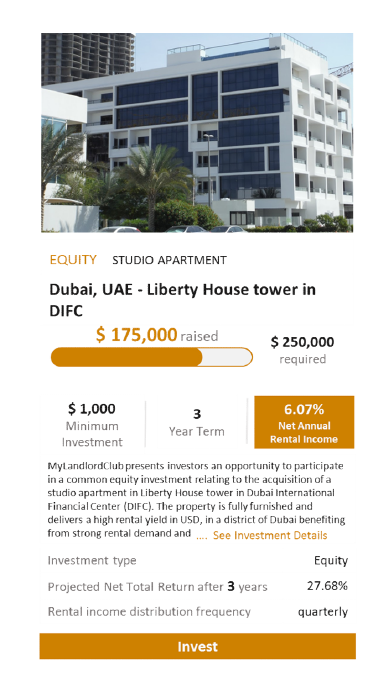 EQUITY STUDIO APARTMENT
Dubai, UAE - Liberty House tower in
DIFC
$ 175,000 raised
$ 250,000
required
$ 1,000
Minimum
Investment
3
Year Term
6.07%
Net Annual
Rental Income
MyLandlordClub presents investors an opportunity to participate
in a common equity investment relating to the acquisition of a
studio apartment in Liberty House tower in Dubai International
Financial Center (DIFC). The property is fully furnished and
delivers a high rental yield in USD, in a district of Dubai benefiting
from strong rental demand and .... See Investment Details
Investment type Equity
Projected Net Total Return after 3 years 27.68%
Rental income distribution frequency quarterly
Invest